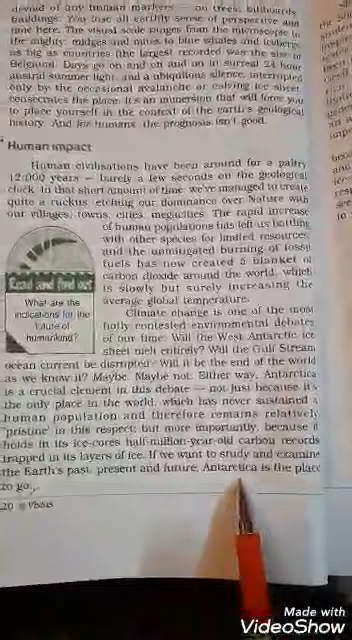 devoid of any human markers — no trees, billboards,
buildings. You lose all earthly sense of perspective and
time here. The visual scale ranges from the microscopic to
the mighty: midges and mites to blue whales and icebergs
as big as countries (the largest recorded was the size of
Belgium). Days go on and on and on in surreal 24-hour
austral summer light, and a ubiquitous silence, interrupted
only by the occasional avalanche or calving ice sheet,
consecrates the place. It's an immersion that will force you
to place yourself in the context of the earth's geological
history. And for humans, the prognosis isn't good.
Human Impact
Human civilisations have been around for a paltry
12,000 years — barely a few seconds on the geological
clock. In that short amount of time, we've managed to create
quite a ruckus, etching our dominance over Nature with
our villages, towns, cities, megacities. The rapid increase
of human populations has left us battling
with other species for limited resources,
and the unmitigated burning of fossil
fuels has now created a blanket of
carbon dioxide around the world, which
is slowly but surely increasing the
average global temperature.
Read and find out
What are the
indications for the
future of
humankind?
Climate change is one of the most
hotly contested environmental debates
of our time. Will the West Antarctic ice
sheet melt entirely? Will the Gulf Stream
ocean current be disrupted? Will it be the end of the world
as we know it? Maybe. Maybe not. Either way, Antarctica
is a crucial element in this debate — not just because it's
the only place in the world, which has never sustained a
human population and therefore remains relatively
'pristine' in this respect; but more importantly, because it
holds in its ice-cores half-million-year-old carbon records
trapped in its layers of ice. If we want to study and examine
the Earth's past, present and future, Antarctica is the place
to go.
20 Vistas
Made with
VideoShow